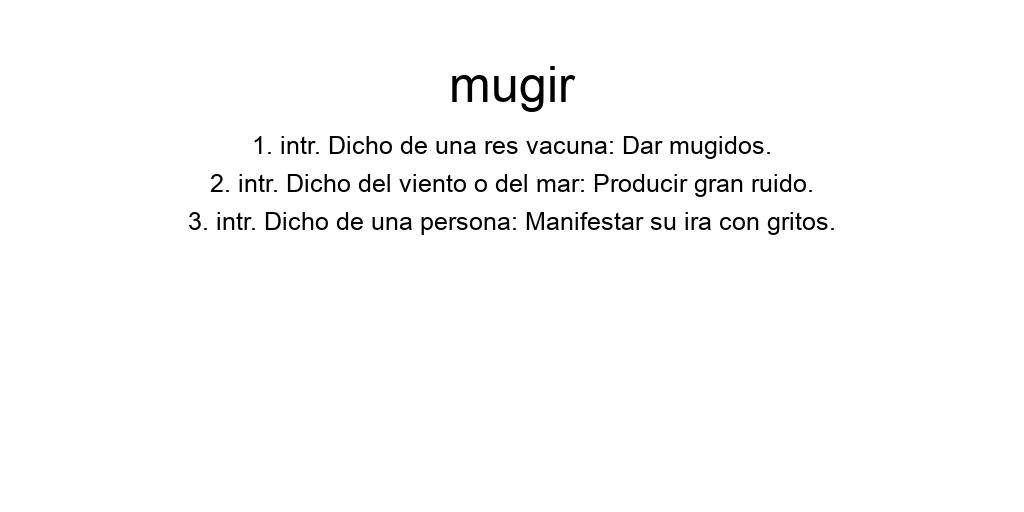 mugir
1. intr. Dicho de una res vacuna: Dar mugidos.
2. intr. Dicho del viento o del mar: Producir gran ruido.
3. intr. Dicho de una persona: Manifestar su ira con gritos.